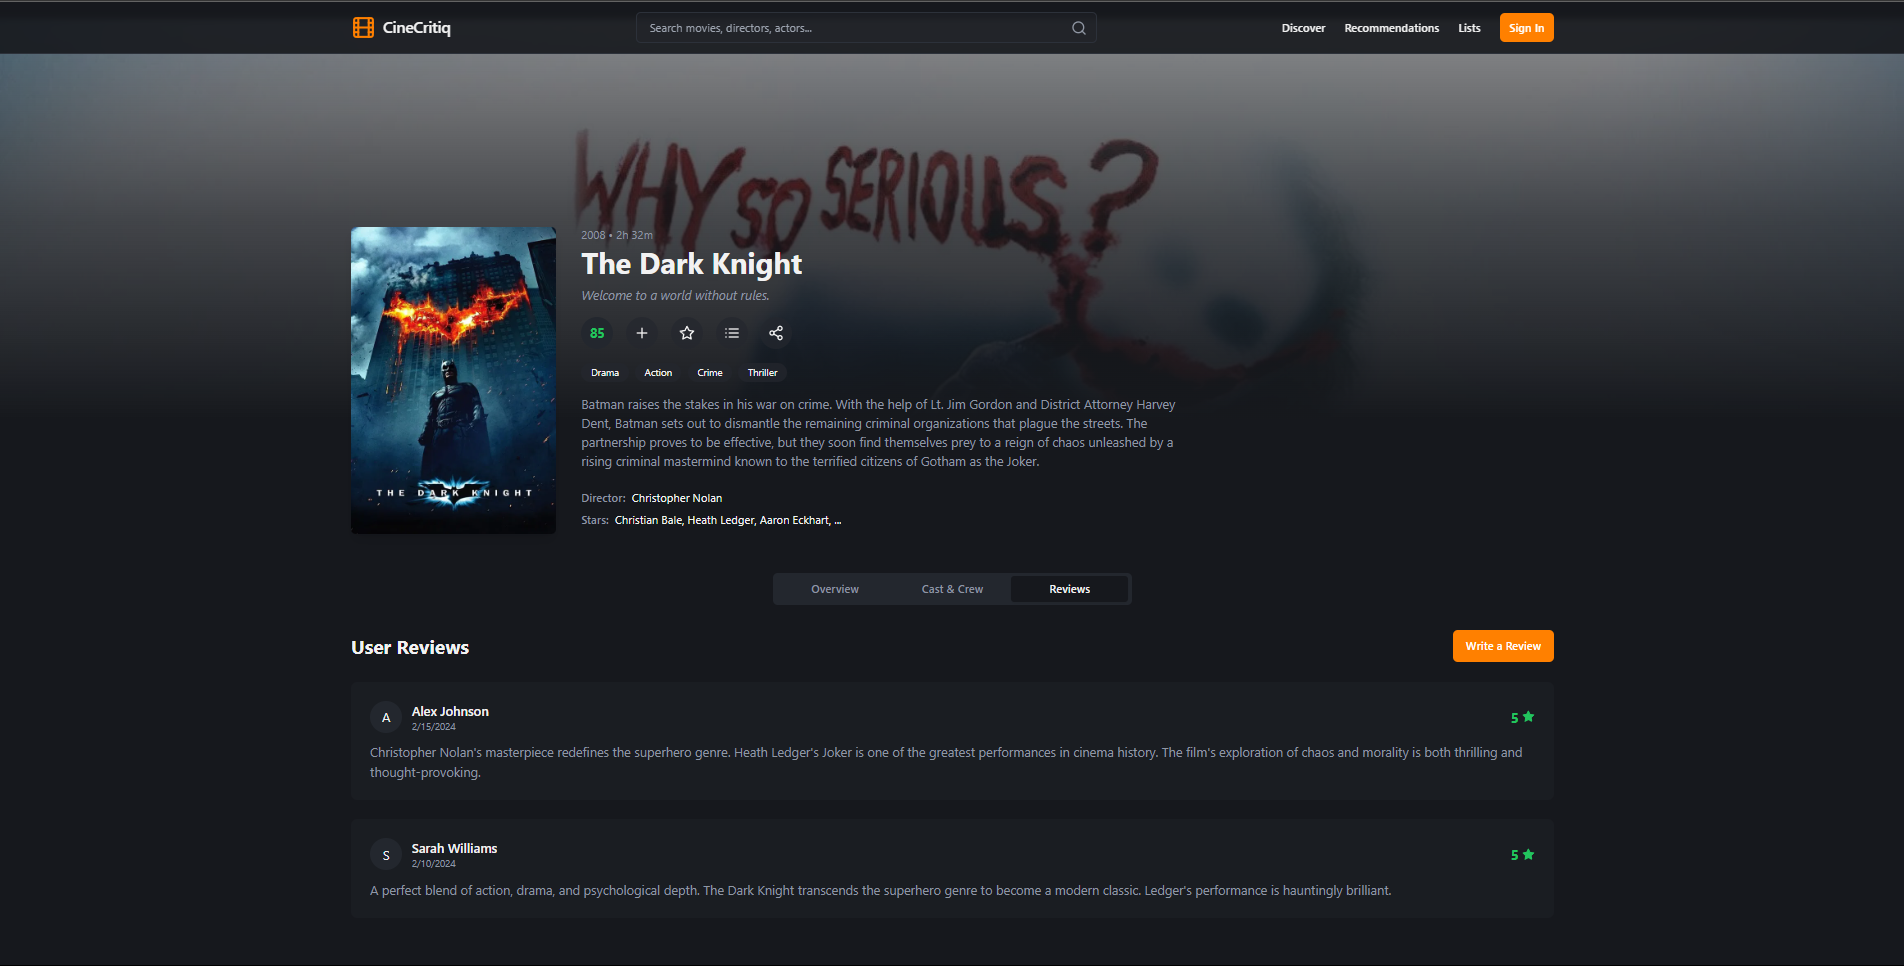 CineCritiq
Search movies, directors, actors...
Discover
Recommendations
Lists
Sign In
WHY SO SERIOUS?
2008 • 2h 32m
The Dark Knight
Welcome to a world without rules.
85
Drama
Action
Crime
Thriller
Batman raises the stakes in his war on crime. With the help of Lt. Jim Gordon and District Attorney Harvey
Dent, Batman sets out to dismantle the remaining criminal organizations that plague the streets. The
partnership proves to be effective, but they soon find themselves prey to a reign of chaos unleashed by a
rising criminal mastermind known to the terrified citizens of Gotham as the Joker.
Director: Christopher Nolan
Stars: Christian Bale, Heath Ledger, Aaron Eckhart, ...
THE DARK KNIGHT
Overview
Cast & Crew
Reviews
User Reviews
Write a Review
A
Alex Johnson
2/15/2024
5
Christopher Nolan's masterpiece redefines the superhero genre. Heath Ledger's Joker is one of the greatest performances in cinema history. The film's exploration of chaos and morality is both thrilling and
thought-provoking.
S
Sarah Williams
2/10/2024
5
A perfect blend of action, drama, and psychological depth. The Dark Knight transcends the superhero genre to become a modern classic. Ledger's performance is hauntingly brilliant.